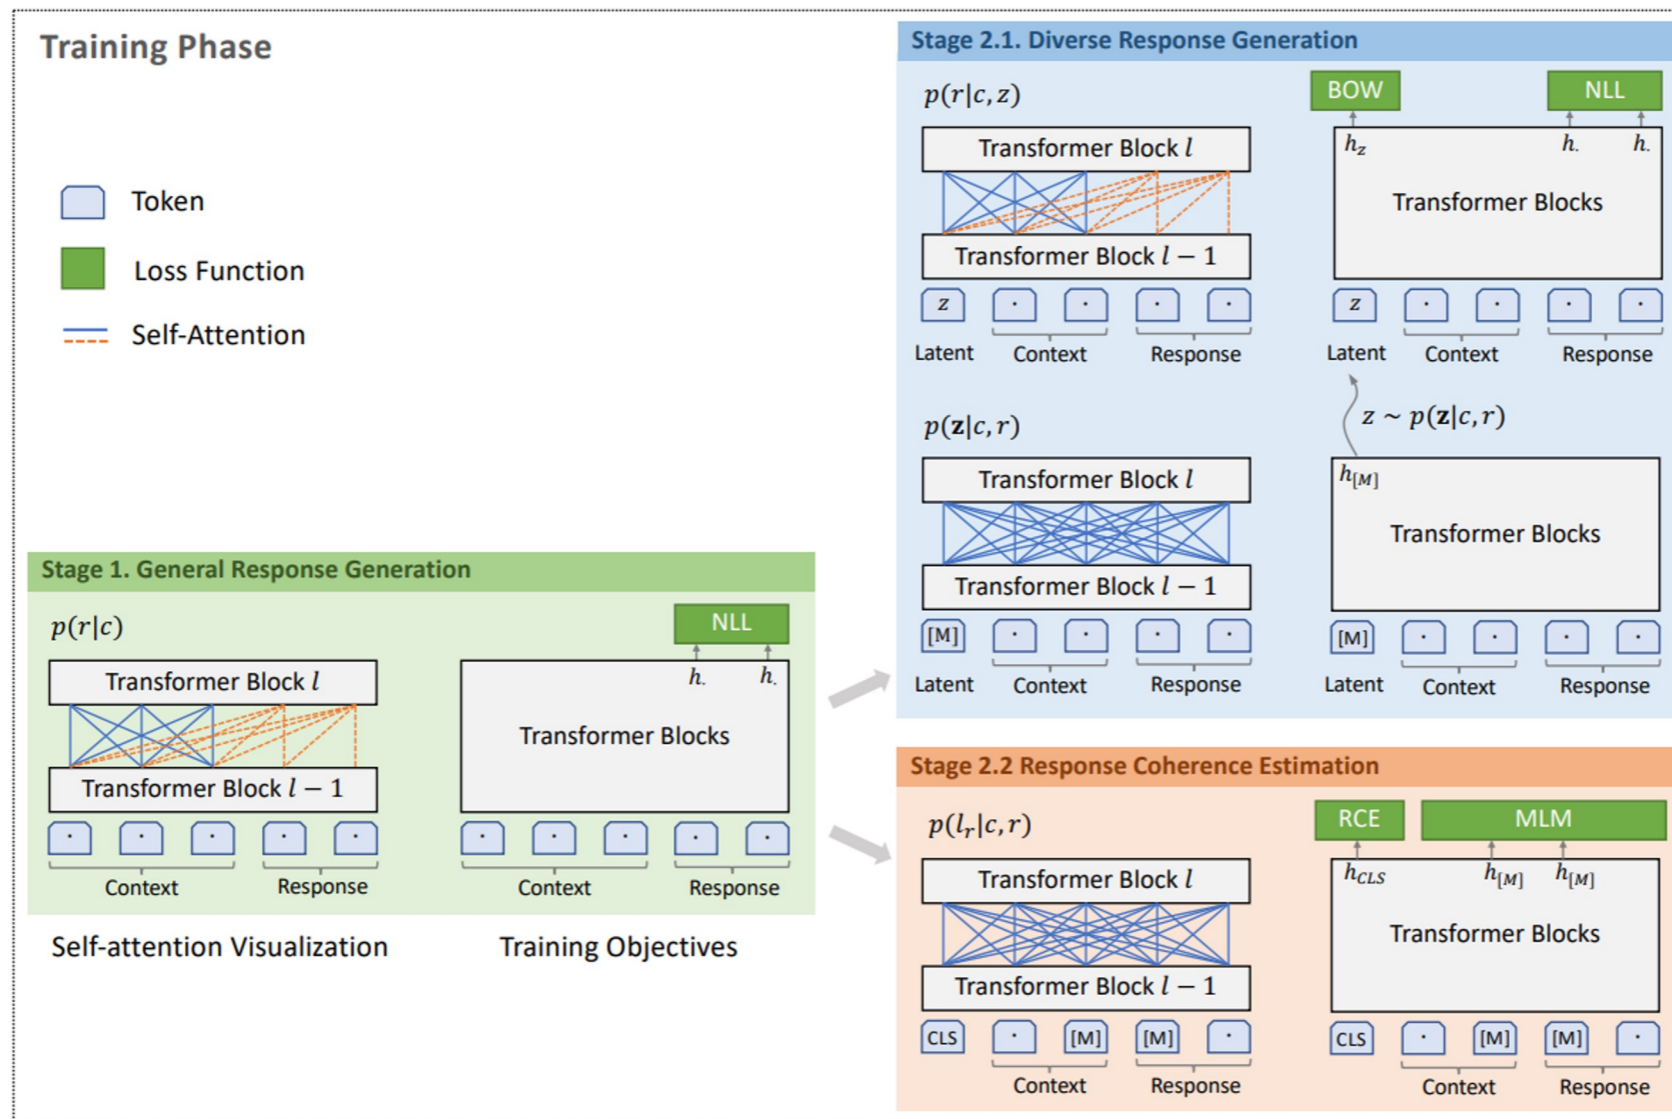 Training Phase
Token
Loss Function
Self-Attention
Stage 1. General Response Generation
p(r|c)
NLL
Transformer Block l
h. h.
Transformer Blocks
Transformer Block l − 1
· · · · ·
· · · · ·
Context Response
Context Response
Self-attention Visualization
Training Objectives
Stage 2.1. Diverse Response Generation
p(r|c, z)
BOW NLL
Transformer Block l
h_z h. h.
Transformer Blocks
Transformer Block l − 1
z · · · ·
z · · · ·
Latent Context Response
Latent Context Response
z ~ p(𝐳|c, r)
p(𝐳|c, r)
Transformer Block l
h_[M]
Transformer Blocks
Transformer Block l − 1
[M] · · · ·
[M] · · · ·
Latent Context Response
Latent Context Response
Stage 2.2 Response Coherence Estimation
p(l_r|c, r)
RCE MLM
Transformer Block l
h_CLS h_[M] h_[M]
Transformer Blocks
Transformer Block l − 1
CLS · [M] [M] ·
CLS · [M] [M] ·
Context Response
Context Response